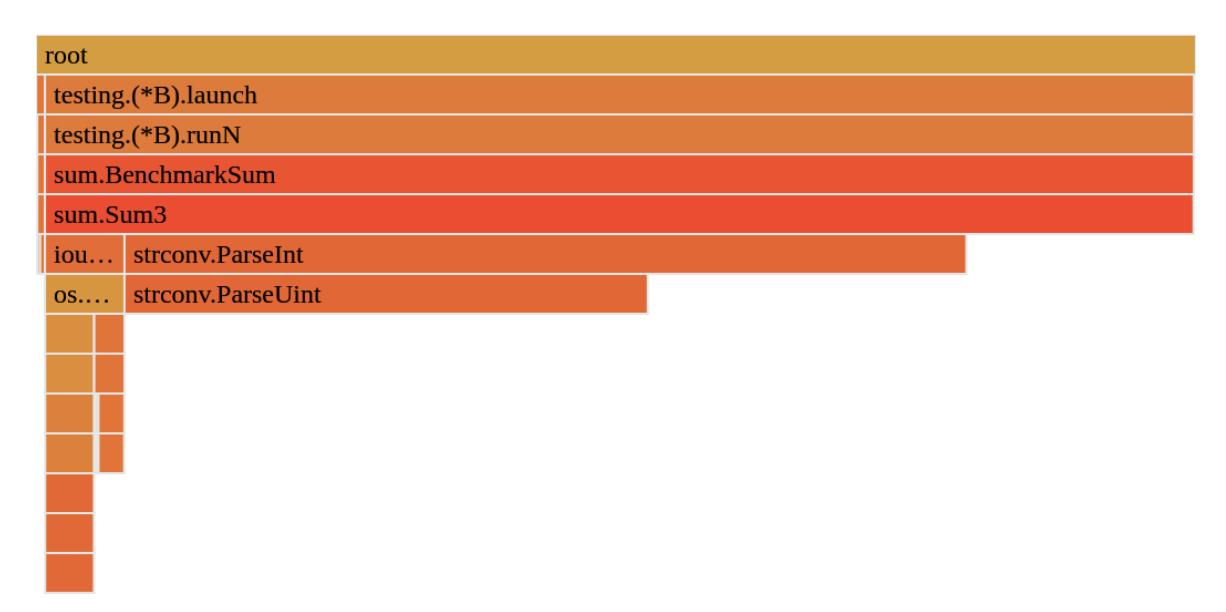 root
testing.(*B).launch
testing.(*B).runN
sum.BenchmarkSum
sum.Sum3
iou… strconv.ParseInt
os.… strconv.ParseUint